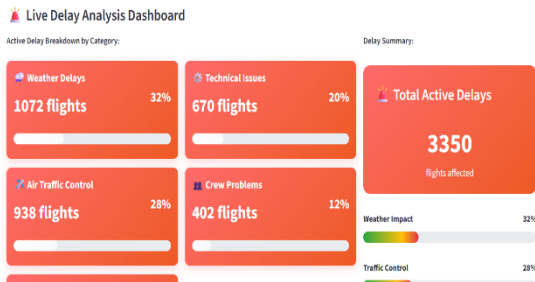 Live Delay Analysis Dashboard
Active Delay Breakdown by Category:
Weather Delays
1072 flights
32%
Technical Issues
670 flights
20%
Air Traffic Control
938 flights
28%
Crew Problems
402 flights
12%
Delay Summary:
Total Active Delays
3350
flights affected
Weather Impact
32%
Traffic Control
28%